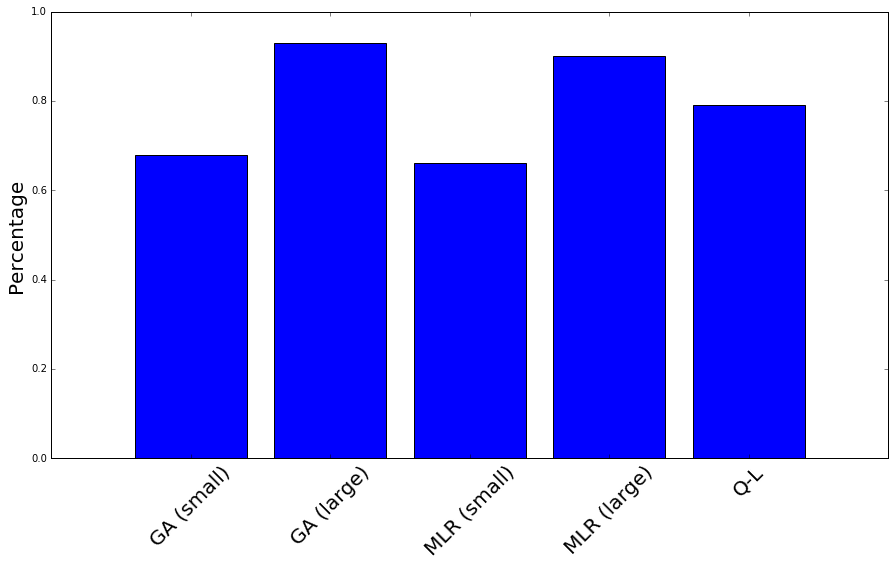 1.0
0.8
0.6
0.4
0.2
0.0
Percentage
GA (small)
GA (large)
MLR (small)
MLR (large)
Q-L